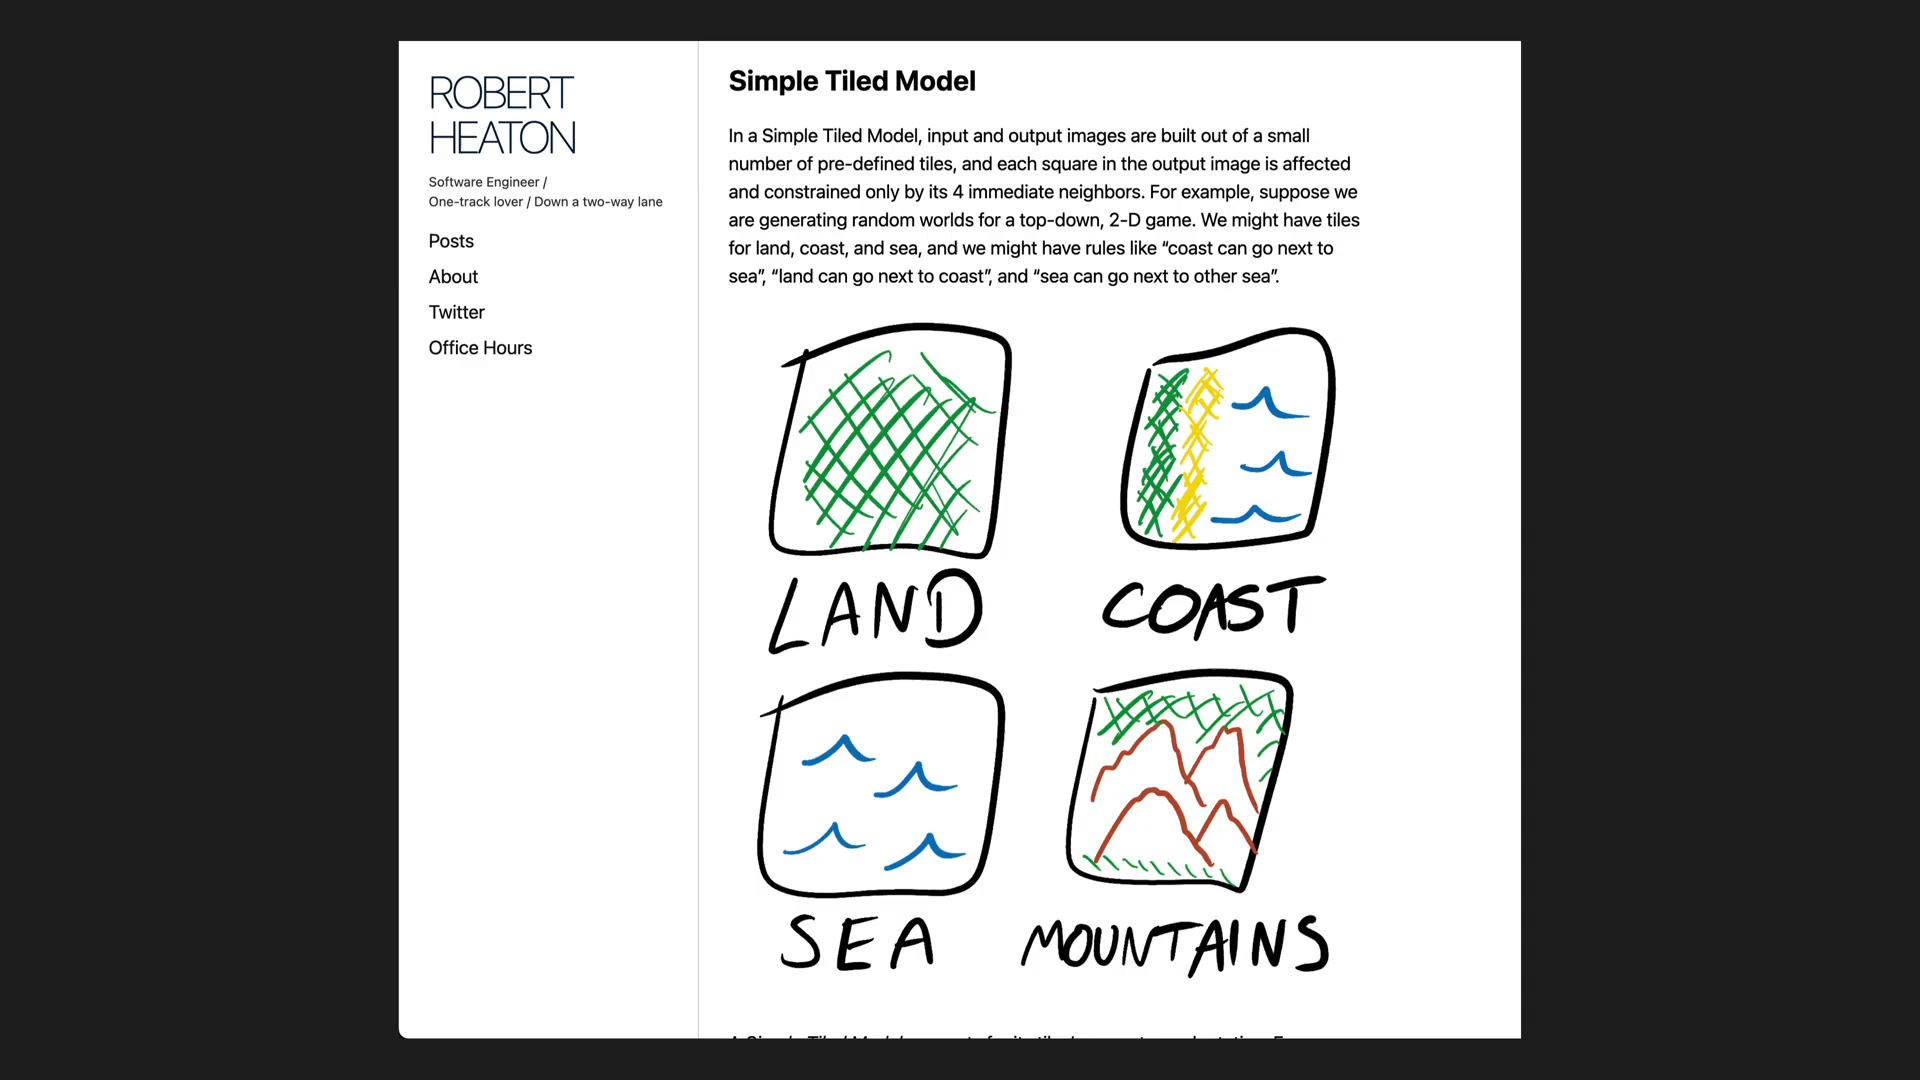 ROBERT
HEATON
Software Engineer /
One-track lover / Down a two-way lane
Posts
About
Twitter
Office Hours
Simple Tiled Model
In a Simple Tiled Model, input and output images are built out of a small
number of pre-defined tiles, and each square in the output image is affected
and constrained only by its 4 immediate neighbors. For example, suppose we
are generating random worlds for a top-down, 2-D game. We might have tiles
for land, coast, and sea, and we might have rules like “coast can go next to
sea”, “land can go next to coast”, and “sea can go next to other sea”.
LAND
COAST
SEA
MOUNTAINS